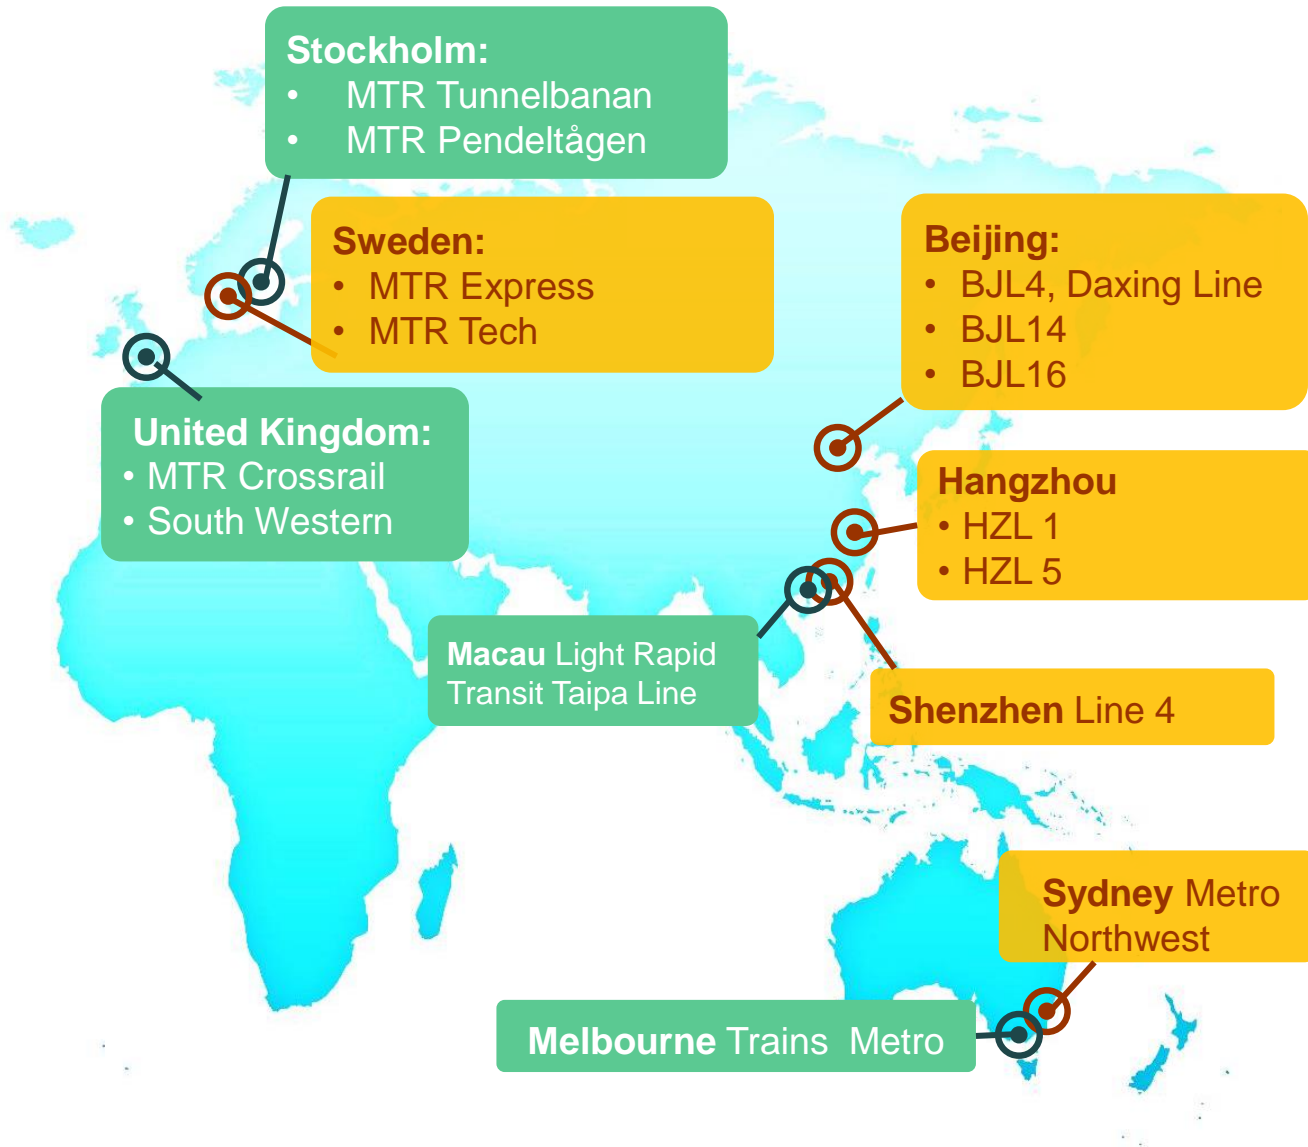 Stockholm:
• MTR Tunnelbanan
• MTR Pendeltågen
Sweden:
• MTR Express
• MTR Tech
Beijing:
• BJL4, Daxing Line
• BJL14
• BJL16
United Kingdom:
• MTR Crossrail
• South Western
Hangzhou
• HZL 1
• HZL 5
Macau Light Rapid
Transit Taipa Line
Shenzhen Line 4
Sydney Metro
Northwest
Melbourne Trains Metro